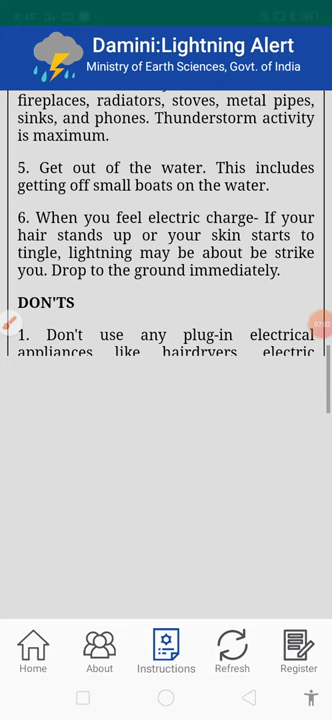 Damini:Lightning Alert
Ministry of Earth Sciences, Govt. of India
fireplaces, radiators, stoves, metal pipes,
sinks, and phones. Thunderstorm activity
is maximum.
5. Get out of the water. This includes
getting off small boats on the water.
6. When you feel electric charge- If your
hair stands up or your skin starts to
tingle, lightning may be about be strike
you. Drop to the ground immediately.
DON'TS
1. Don't use any plug-in electrical
appliances like hairdryers, electric
Home
About
Instructions
Refresh
Register